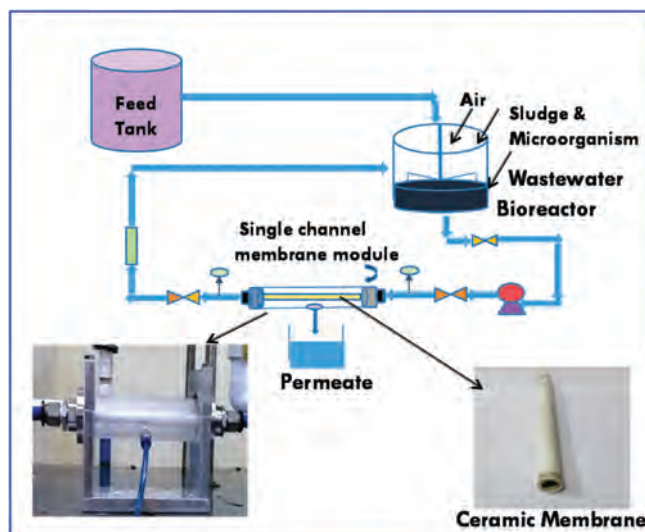 Feed
Tank
Air
Sludge &
Microorganism
Wastewater
Bioreactor
Single channel
membrane module
Permeate
Ceramic Membrane